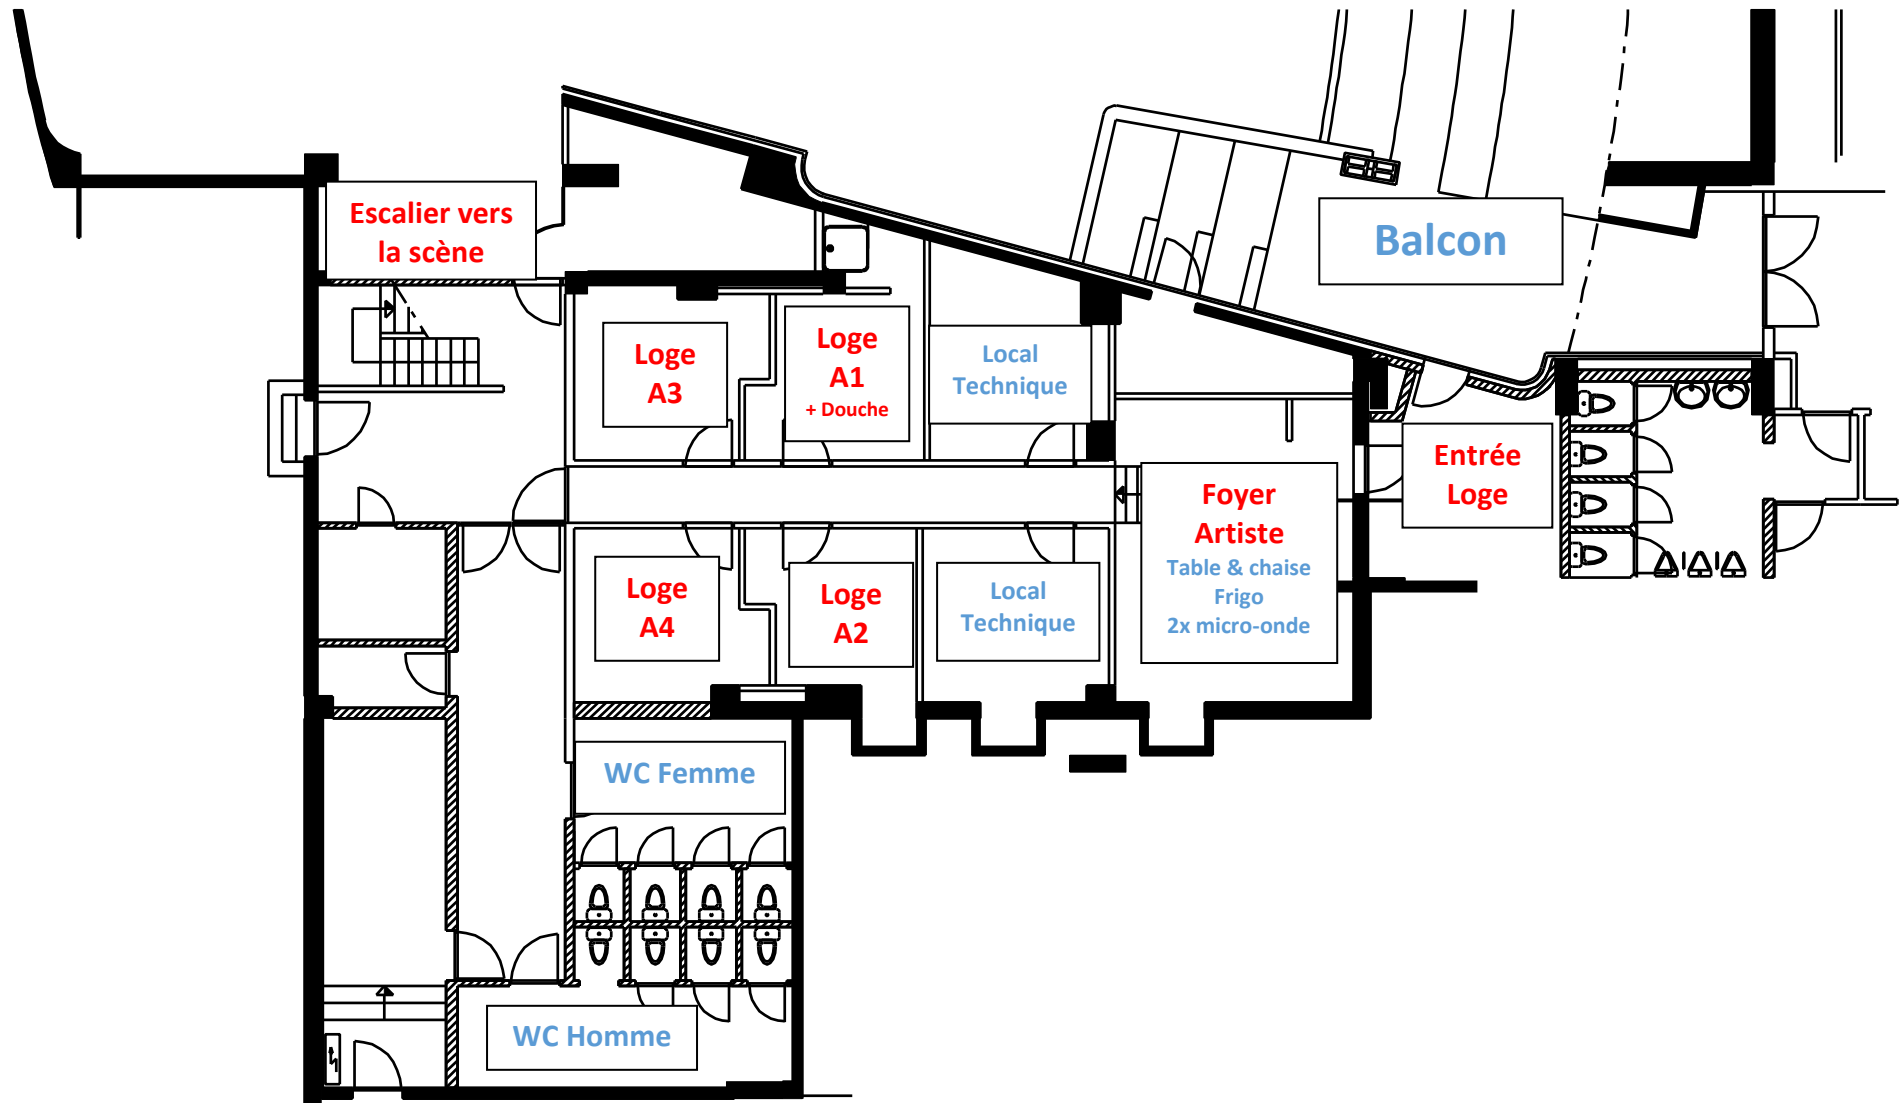 Escalier vers
la scène
Balcon
Loge
A3
Loge
A1
+ Douche
Local
Technique
Entrée
Loge
Foyer
Artiste
Table & chaise
Frigo
2x micro-onde
Loge
A4
Loge
A2
Local
Technique
WC Femme
WC Homme